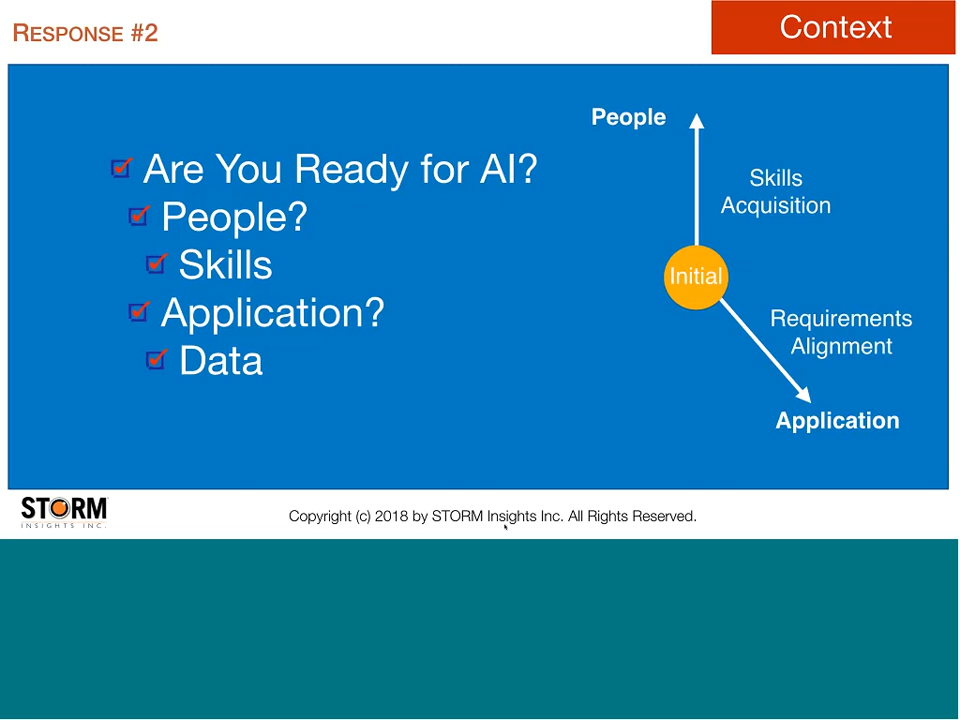 RESPONSE #2
Context
Are You Ready for AI?
People?
Skills
Application?
Data
People
Skills
Acquisition
Initial
Requirements
Alignment
Application
STORM
INSIGHTS INC.
Copyright (c) 2018 by STORM Insights Inc. All Rights Reserved.